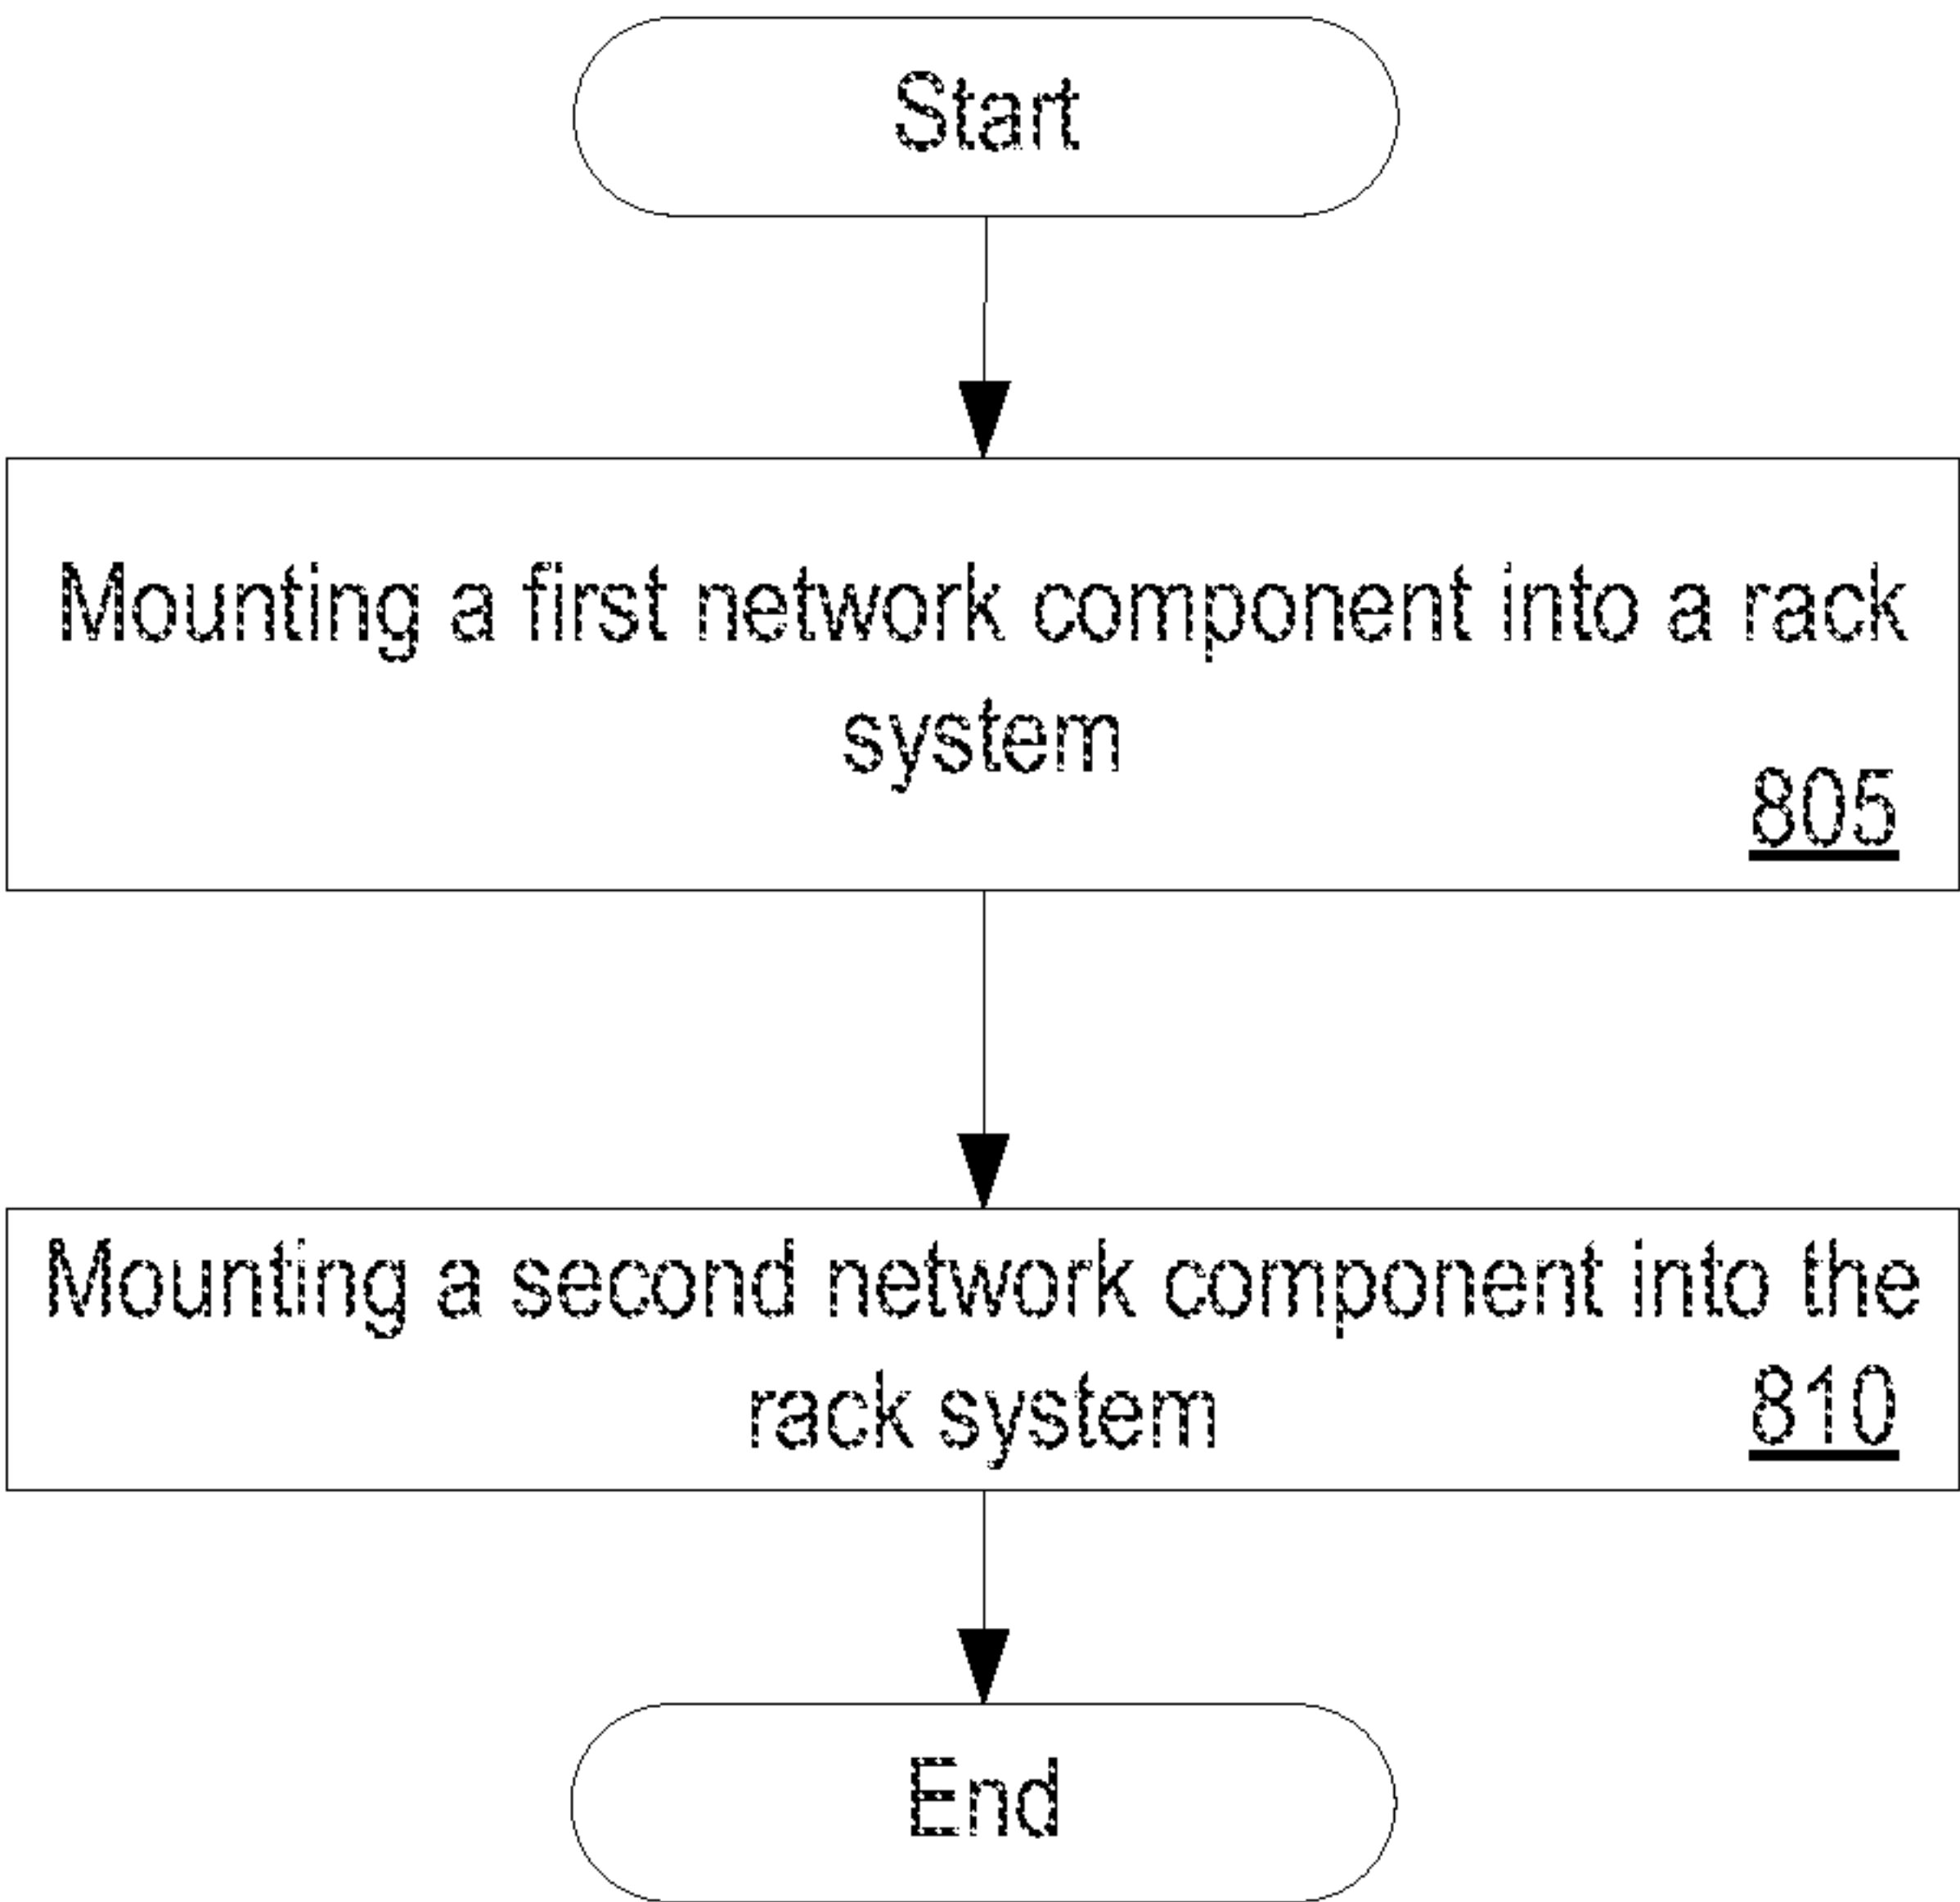 Start
Mounting a first network component into a rack
system
805
Mounting a second network component into the
rack system
810
End